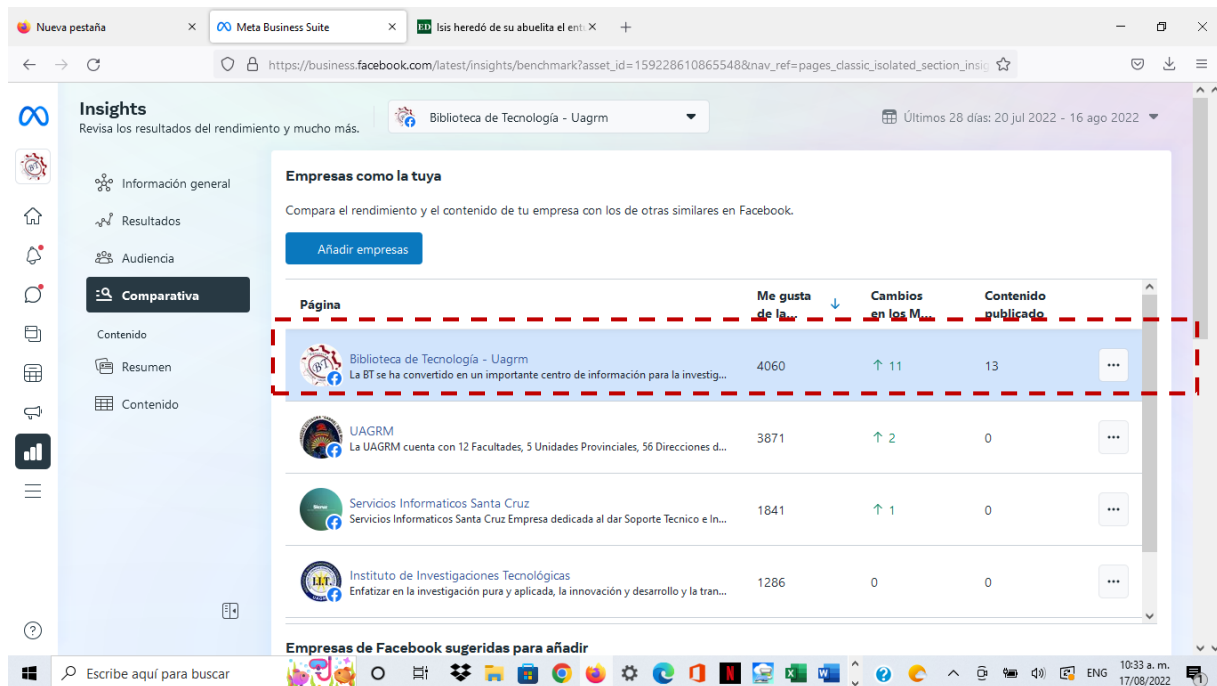 Nueva pestaña
Meta Business Suite
ED Isis heredó de su abuelita el ent
https://business.facebook.com/latest/insights/benchmark?asset_id=159228610865548&nav_ref=pages_classic_isolated_section_insig
Insights
Revisa los resultados del rendimiento y mucho más.
Biblioteca de Tecnología - Uagrm
Últimos 28 días: 20 jul 2022 - 16 ago 2022
Información general
Resultados
Audiencia
Comparativa
Contenido
Resumen
Contenido
Empresas como la tuya
Compara el rendimiento y el contenido de tu empresa con los de otras similares en Facebook.
Añadir empresas
Página
Me gusta de la...
Cambios en los M...
Contenido publicado
Biblioteca de Tecnología - Uagrm
La BT se ha convertido en un importante centro de información para la investig...
4060 ↑ 11 13
UAGRM
La UAGRM cuenta con 12 Facultades, 5 Unidades Provinciales, 56 Direcciones d...
3871 ↑ 2 0
Servicios Informaticos Santa Cruz
Servicios Informaticos Santa Cruz Empresa dedicada al dar Soporte Tecnico e In...
1841 ↑ 1 0
Instituto de Investigaciones Tecnológicas
Enfatizar en la investigación pura y aplicada, la innovación y desarrollo y la tran...
1286 0 0
Empresas de Facebook sugeridas para añadir
Escribe aquí para buscar
ENG
10:33 a. m.
17/08/2022